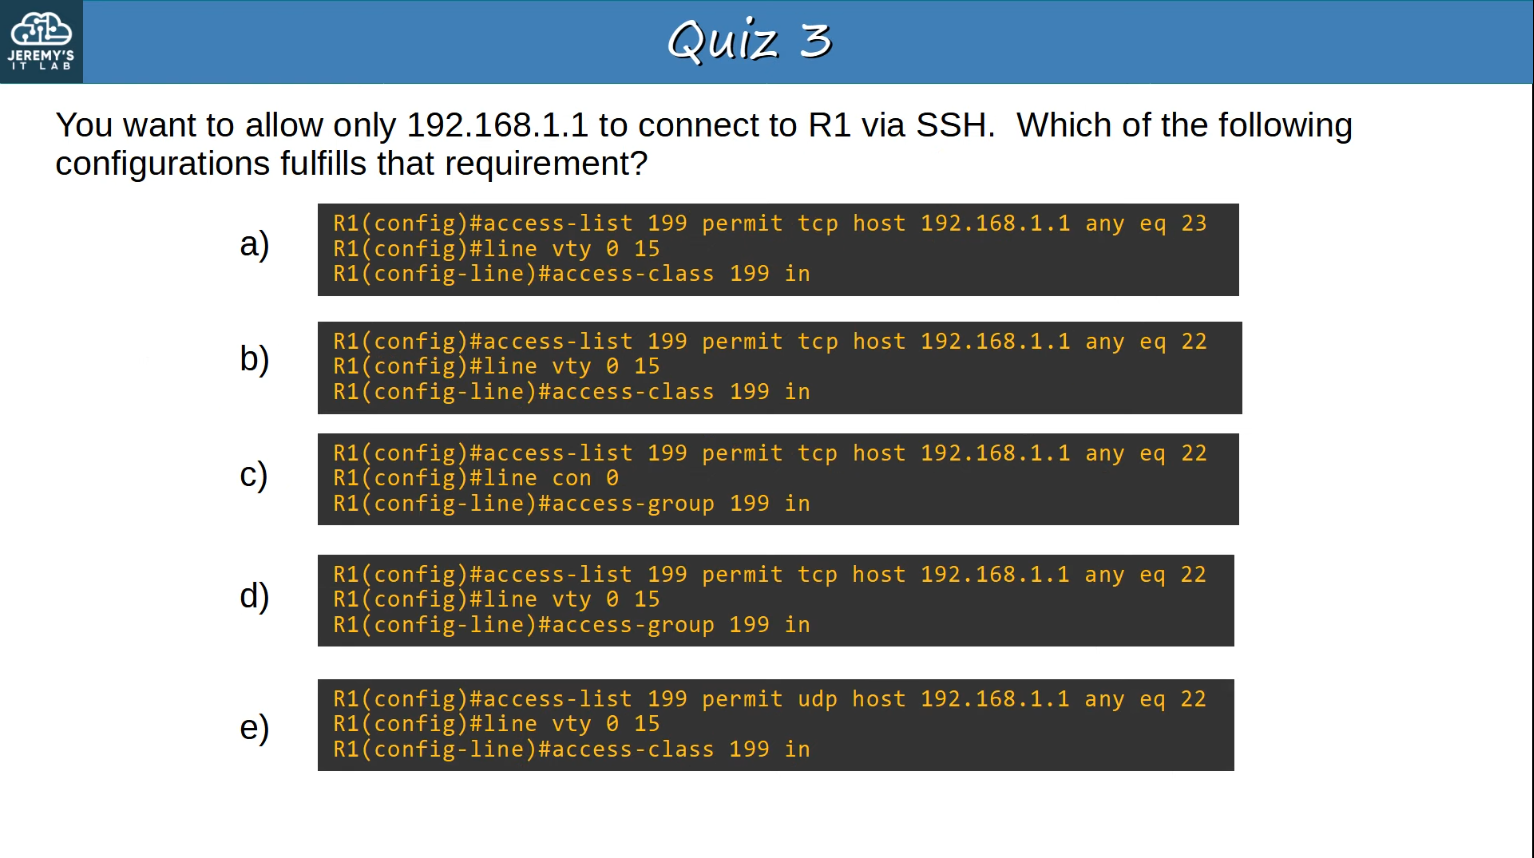 JEREMY'S
IT LAB
Quiz 3
You want to allow only 192.168.1.1 to connect to R1 via SSH.  Which of the following
configurations fulfills that requirement?
a)
R1(config)#access-list 199 permit tcp host 192.168.1.1 any eq 23
R1(config)#line vty 0 15
R1(config-line)#access-class 199 in
b)
R1(config)#access-list 199 permit tcp host 192.168.1.1 any eq 22
R1(config)#line vty 0 15
R1(config-line)#access-class 199 in
c)
R1(config)#access-list 199 permit tcp host 192.168.1.1 any eq 22
R1(config)#line con 0
R1(config-line)#access-group 199 in
d)
R1(config)#access-list 199 permit tcp host 192.168.1.1 any eq 22
R1(config)#line vty 0 15
R1(config-line)#access-group 199 in
e)
R1(config)#access-list 199 permit udp host 192.168.1.1 any eq 22
R1(config)#line vty 0 15
R1(config-line)#access-class 199 in